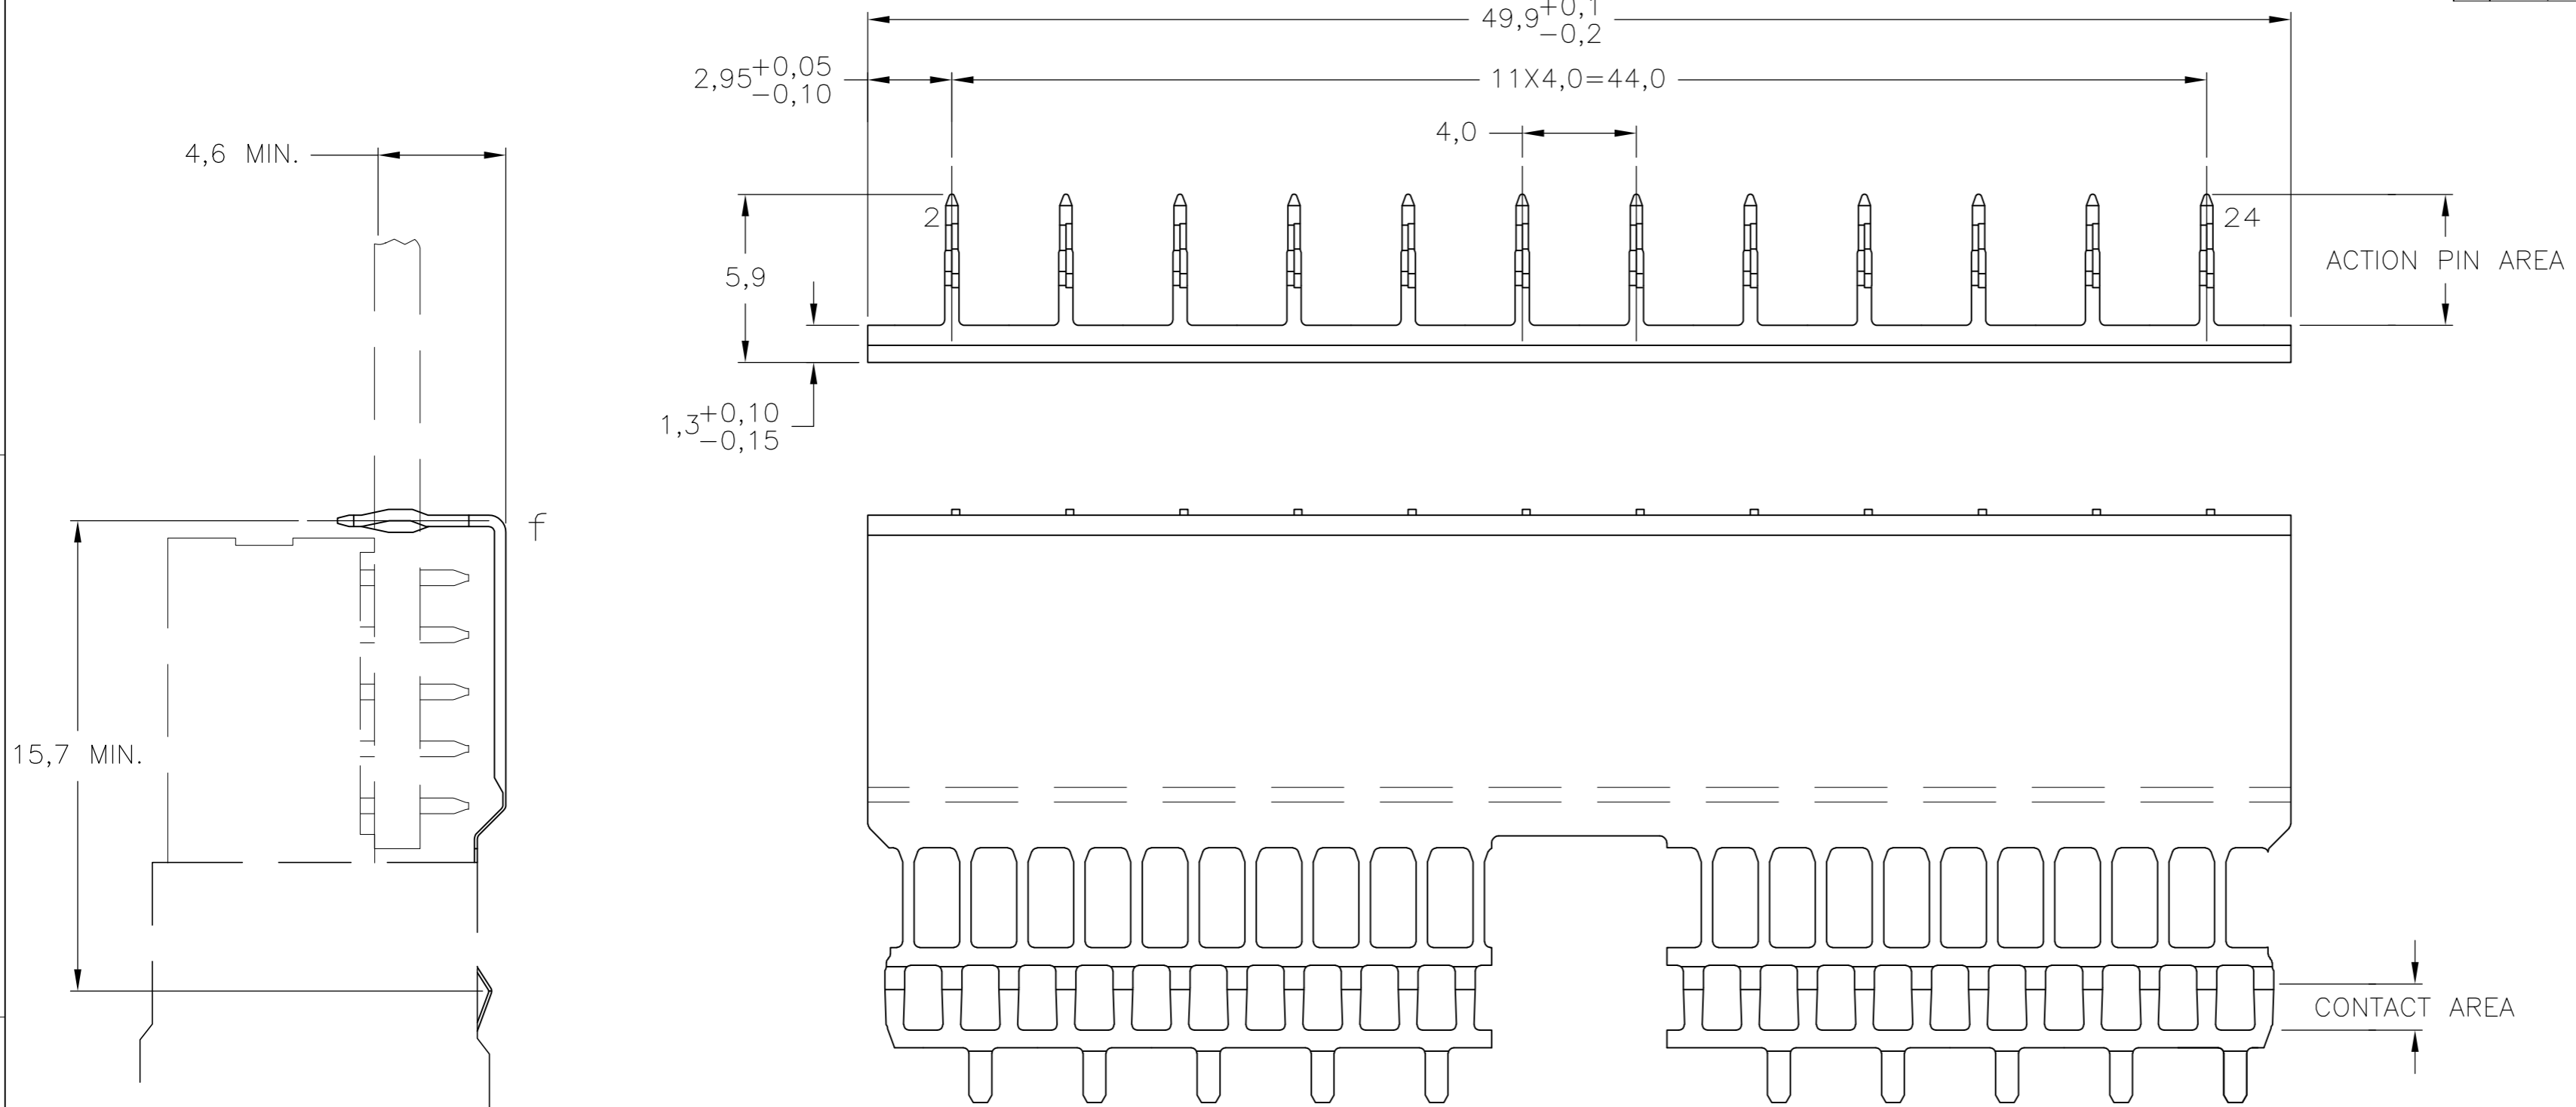 49,9+0,1
-0,2
2,95+0,05
-0,10
11X4,0=44,0
4,0
4,6 MIN.
2
24
5,9
ACTION PIN AREA
1,3+0,10
-0,15
f
15,7 MIN.
CONTACT AREA